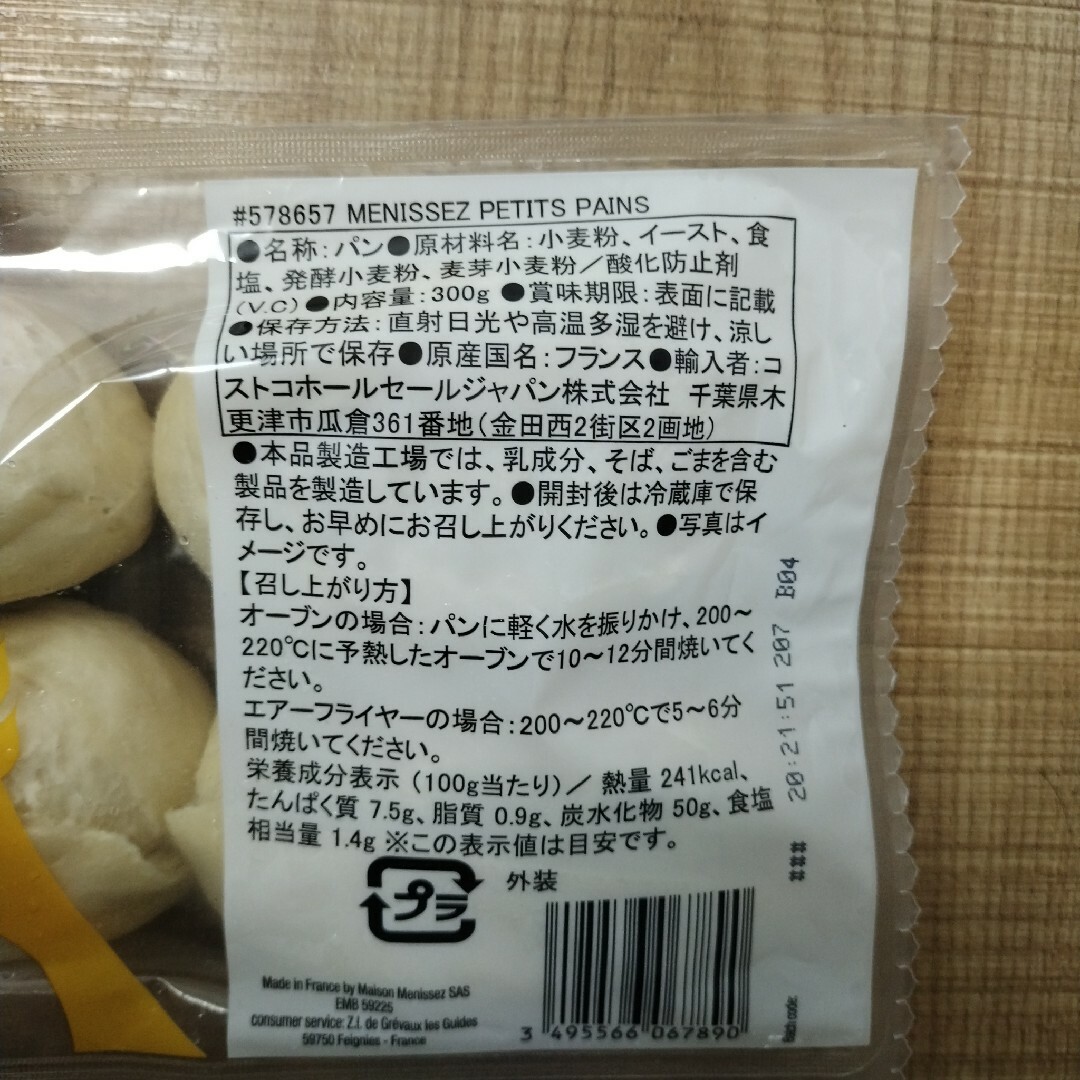 #578657 MENISSEZ PETITS PAINS
●名称:パン●原材料名:小麦粉、イースト、食
塩、発酵小麦粉、麦芽小麦粉/酸化防止剤
(V.C)●内容量:300g ●賞味期限:表面に記載
●保存方法:直射日光や高温多湿を避け、涼し
い場所で保存●原産国名:フランス●輸入者:コ
ストコホールセールジャパン株式会社 千葉県木
更津市瓜倉361番地(金田西2街区2画地)
●本品製造工場では、乳成分、そば、ごまを含む
製品を製造しています。●開封後は冷蔵庫で保
存し、お早めにお召し上がりください。●写真はイ
メージです。
【召し上がり方】
オーブンの場合:パンに軽く水を振りかけ、200～
220℃に予熱したオーブンで10～12分間焼いてく
ださい。
エアーフライヤーの場合:200～220℃で5～6分
間焼いてください。
栄養成分表示 (100g当たり)/ 熱量 241kcal、
たんぱく質 7.5g、脂質 0.9g、炭水化物 50g、食塩
相当量 1.4g ※この表示値は目安です。
プラ
外装
Made in France by Maison Menissez SAS
EMB 59225
consumer service: Z.I. de Grévaux les Guides
59750 Feignies - France
3 495566 067890
Batch code:
### 20:21:51 207 B04